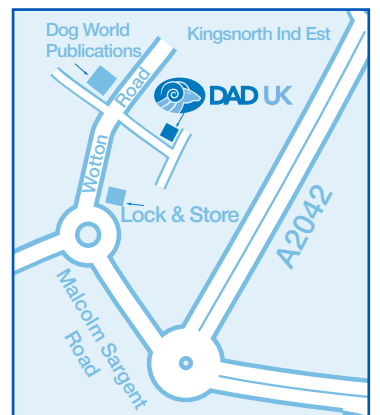 Dog World
Publications
Kingsnorth Ind Est
Wotton Road
DAD UK
Lock & Store
A2042
Malcolm Sargent
Road